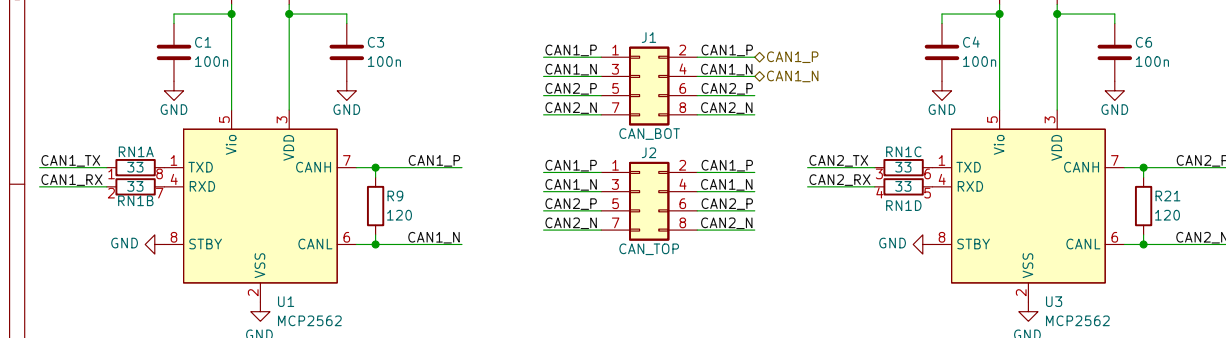 C1
100n
GND
C3
100n
GND
5
Vio
3
VDD
CAN1_TX
RN1A
1
33
8
1
TXD
CAN1_RX
2
33
7
4
RXD
RN1B
GND
8
STBY
CANH
7
CAN1_P
R9
120
CANL
6
CAN1_N
VSS
2
U1
MCP2562
GND
J1
CAN1_P
1
2
CAN1_P
CAN1_P
CAN1_N
3
4
CAN1_N
CAN1_N
CAN2_P
5
6
CAN2_P
CAN2_N
7
8
CAN2_N
CAN_BOT
J2
CAN1_P
1
2
CAN1_P
CAN1_N
3
4
CAN1_N
CAN2_P
5
6
CAN2_P
CAN2_N
7
8
CAN2_N
CAN_TOP
C4
100n
GND
C6
100n
GND
5
Vio
3
VDD
CAN2_TX
RN1C
3
33
6
1
TXD
CAN2_RX
4
33
5
4
RXD
RN1D
GND
8
STBY
CANH
7
CAN2_P
R21
120
CANL
6
CAN2_N
VSS
2
U3
MCP2562
GND